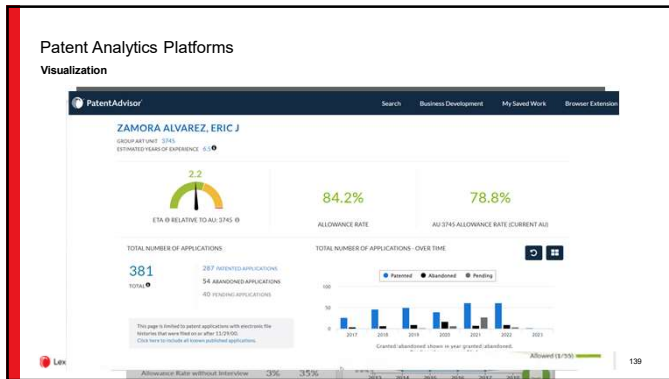 Patent Analytics Platforms
Visualization
PatentAdvisor
Search Business Development My Saved Work Browser Extension
ZAMORA ALVAREZ, ERIC J
GROUP ART UNIT 3745
ESTIMATED YEARS OF EXPERIENCE 6.5
2.2
ETA RELATIVE TO AU: 3745
84.2%
ALLOWANCE RATE
78.8%
AU 3745 ALLOWANCE RATE (CURRENT AU)
TOTAL NUMBER OF APPLICATIONS
381
TOTAL
287 PATENTED APPLICATIONS
54 ABANDONED APPLICATIONS
40 PENDING APPLICATIONS
This page is limited to patent applications with electronic file
histories that were filed on or after 11/29/00.
Click here to include all known published applications.
TOTAL NUMBER OF APPLICATIONS - OVER TIME
Patented Abandoned Pending
100
50
0
2017 2018 2019 2020 2021 2022 2021
Granted/abandoned shown in year granted/abandoned.
Lex
Allowed (1/55)
Allowance Rate without Interview 3% 35%
139